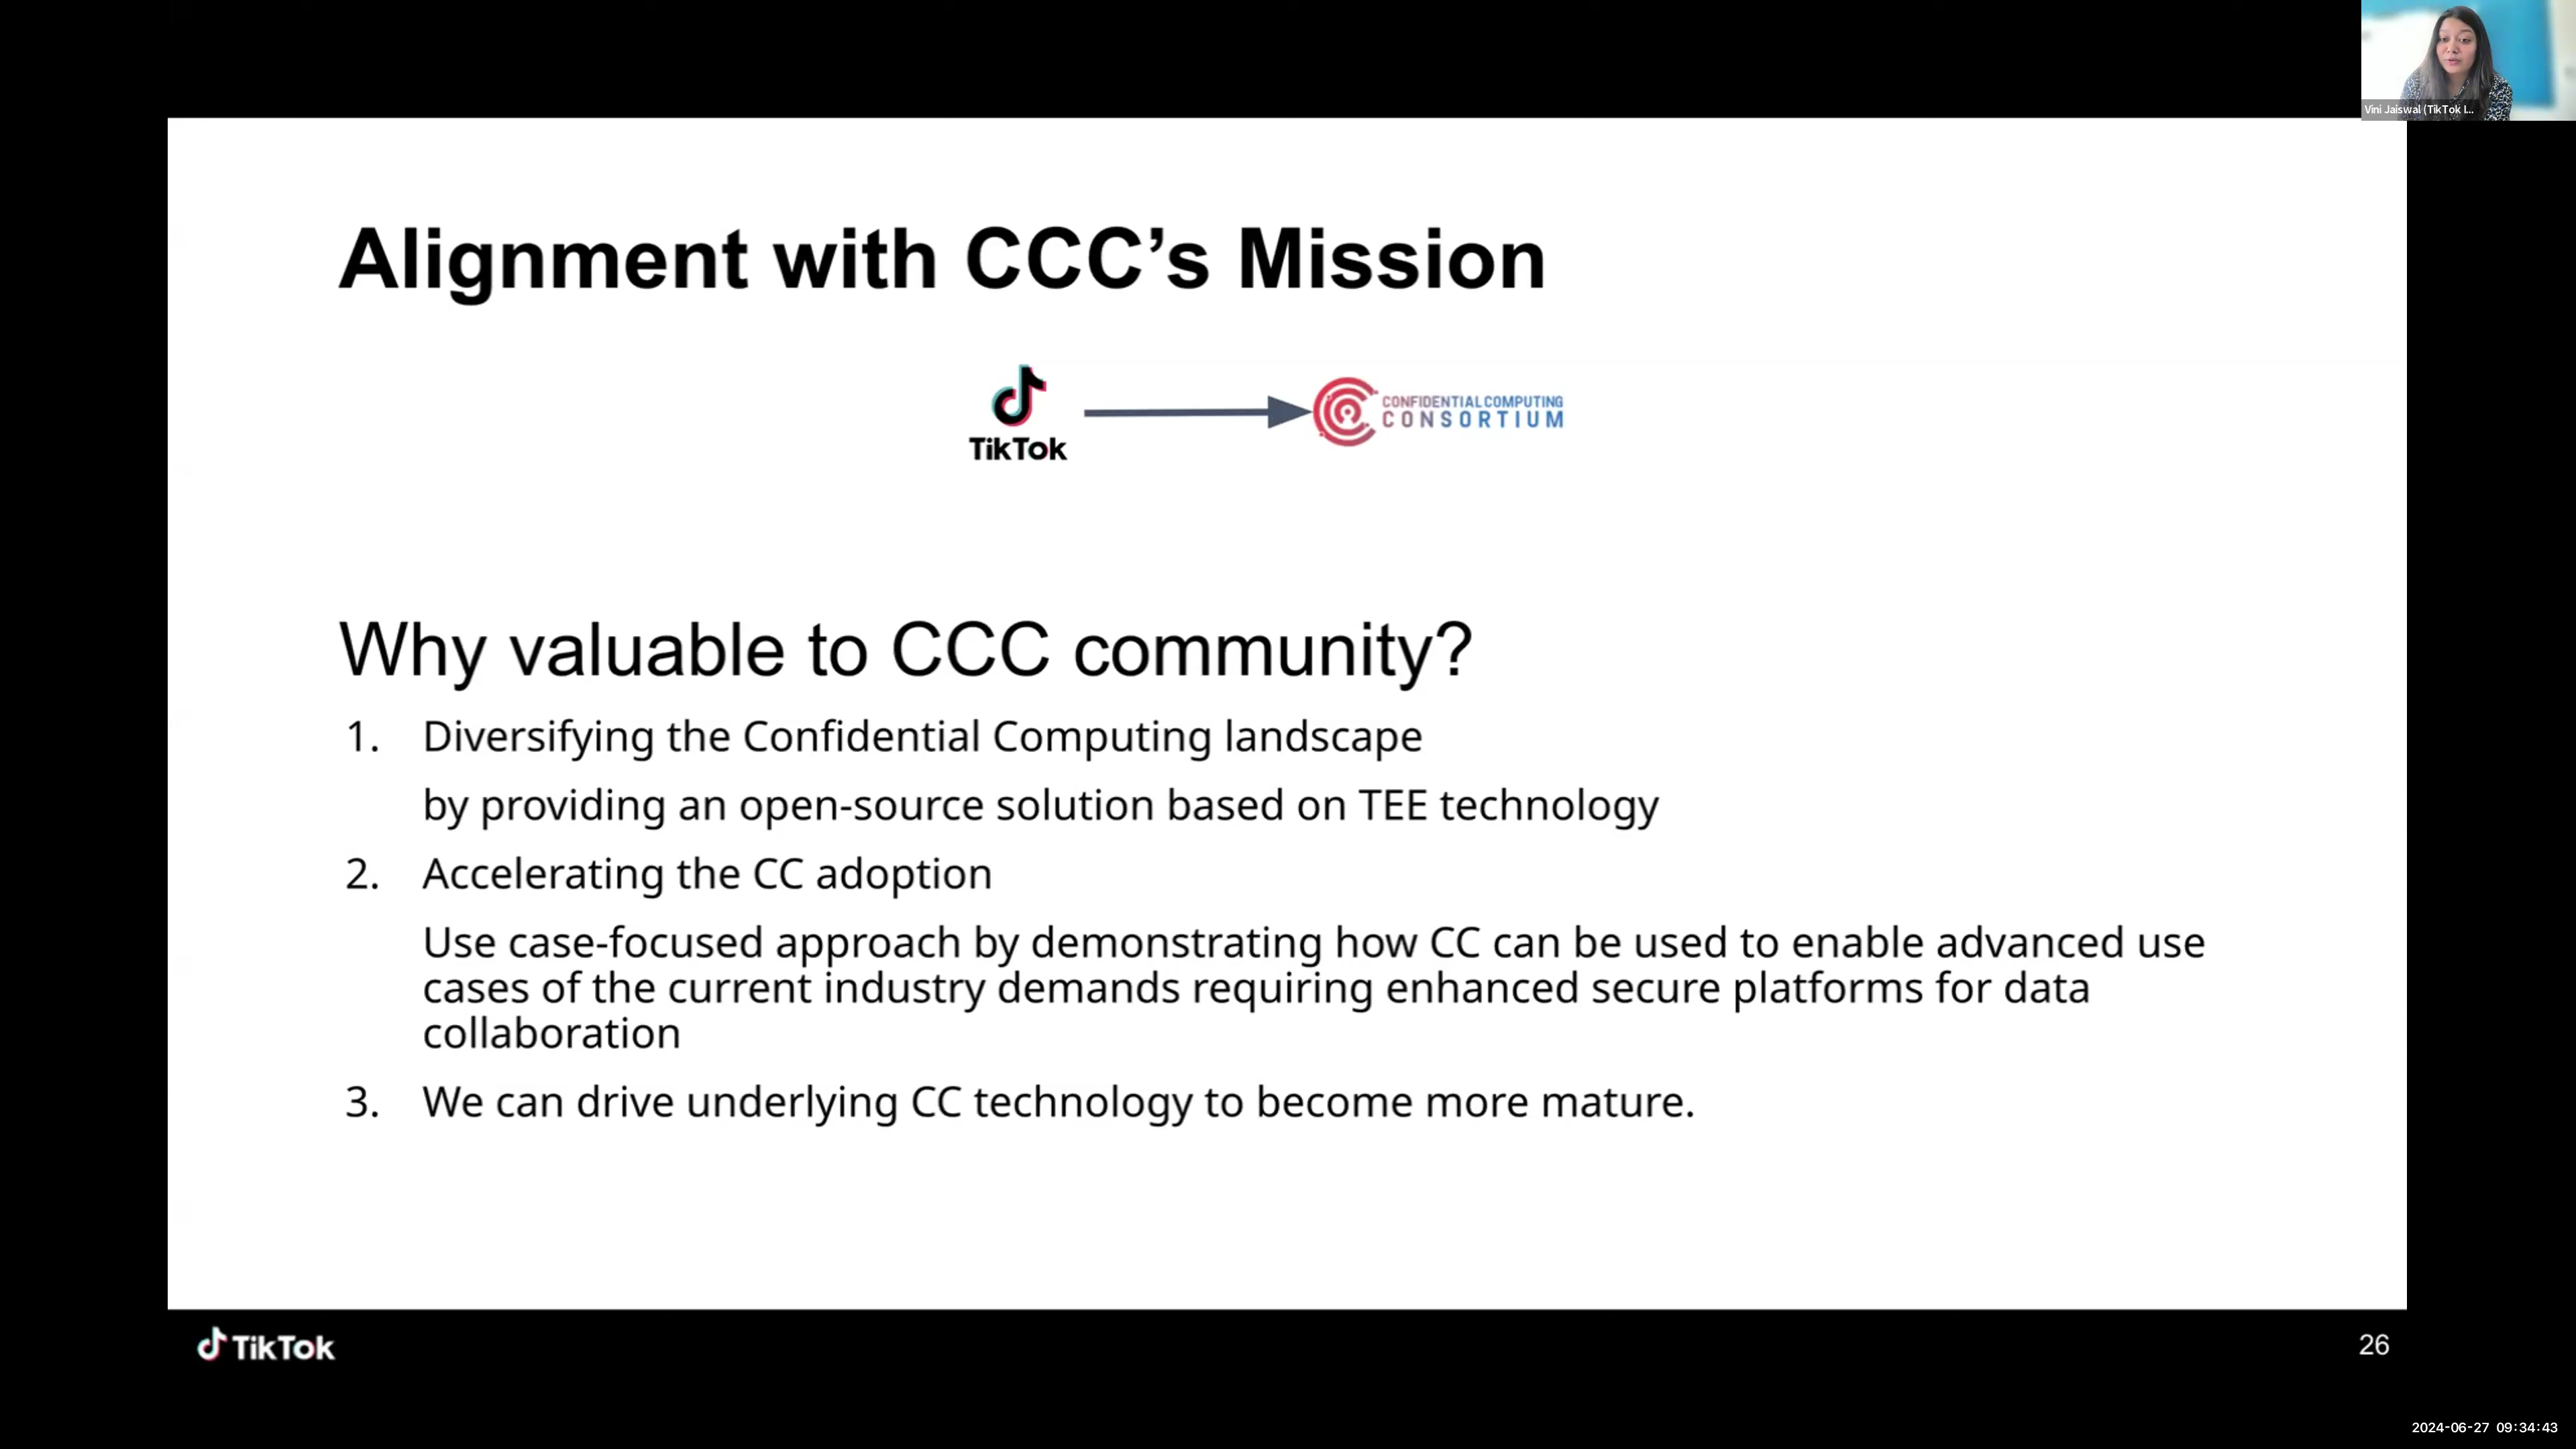 Vini Jaiswal (TikTok I...
Alignment with CCC’s Mission
TikTok
CONFIDENTIAL COMPUTING
CONSORTIUM
Why valuable to CCC community?
1. Diversifying the Confidential Computing landscape
by providing an open-source solution based on TEE technology
2. Accelerating the CC adoption
Use case-focused approach by demonstrating how CC can be used to enable advanced use
cases of the current industry demands requiring enhanced secure platforms for data
collaboration
3. We can drive underlying CC technology to become more mature.
TikTok
26
2024-06-27 09:34:43